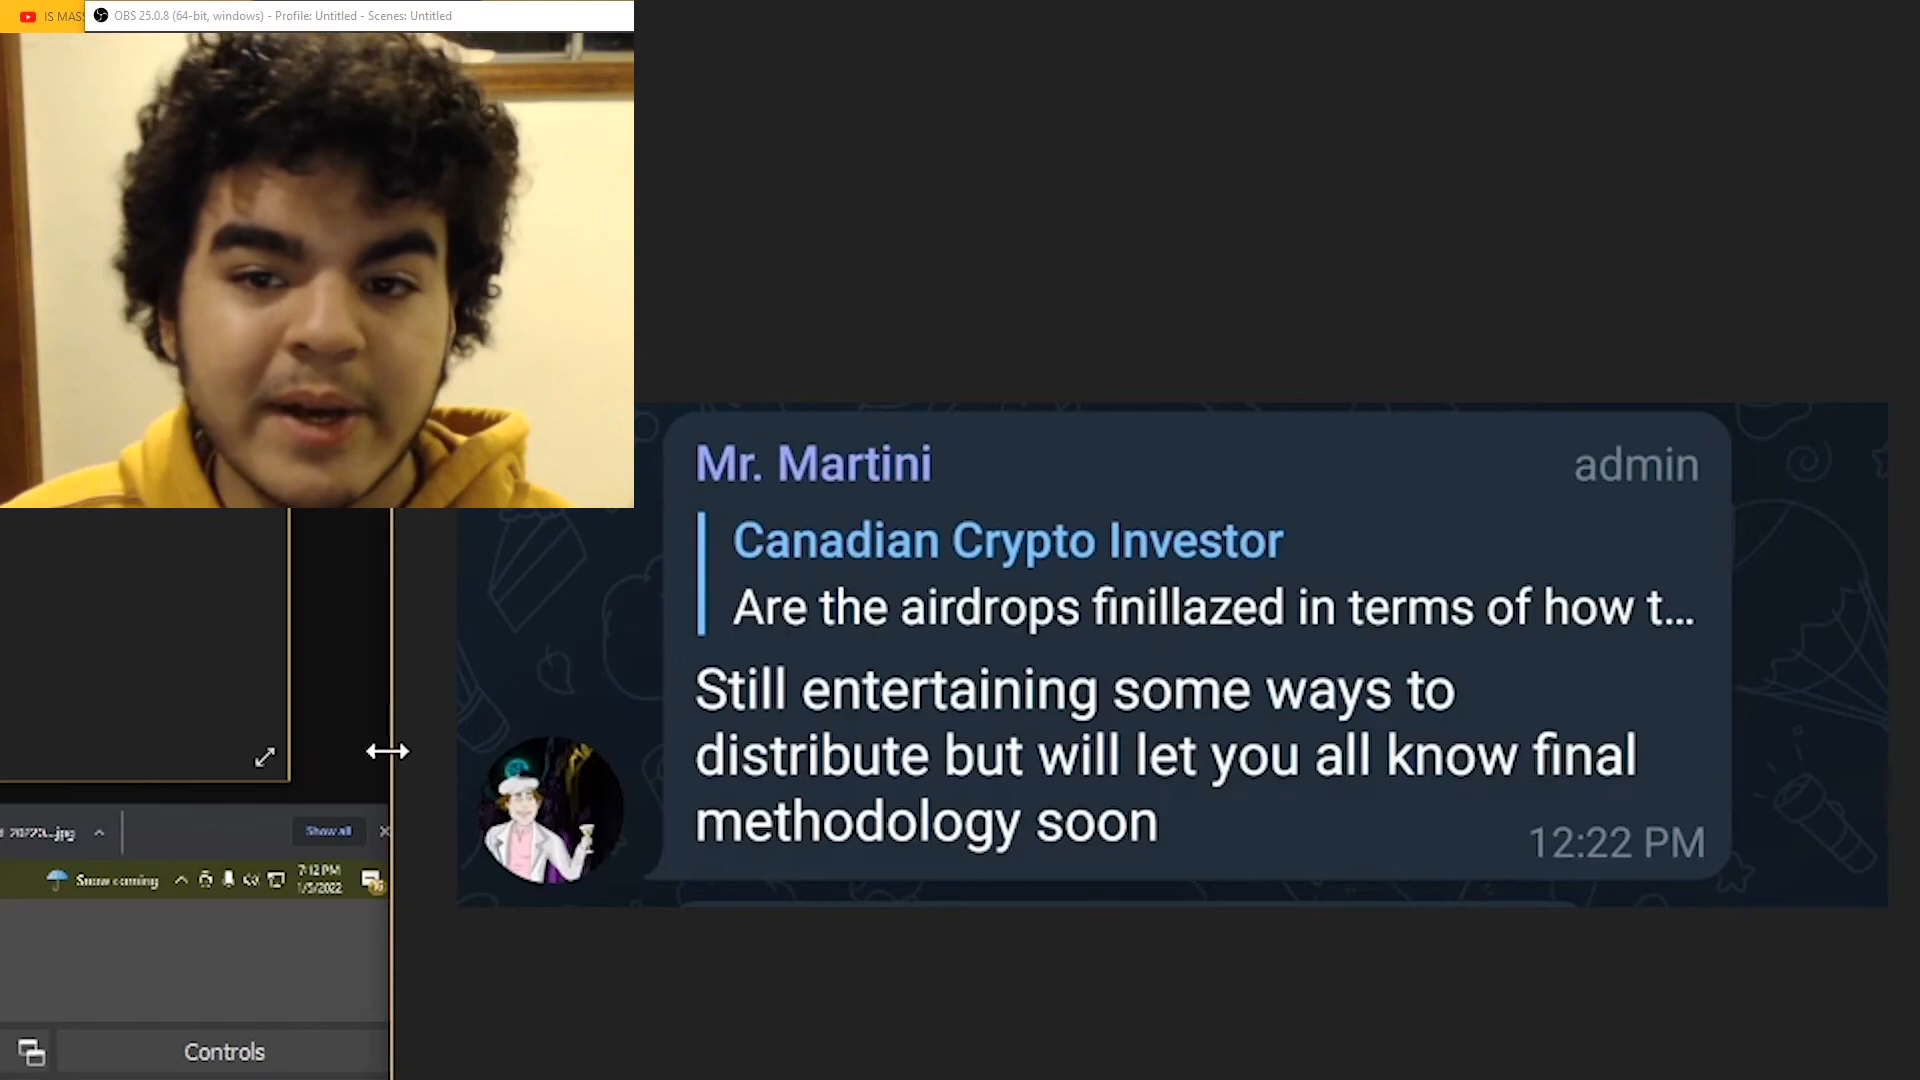 IS MAS
OBS 25.0.8 (64-bit, windows) - Profile: Untitled - Scenes: Untitled
Mr. Martini
admin
Canadian Crypto Investor
Are the airdrops finillazed in terms of how t...
Still entertaining some ways to
distribute but will let you all know final
methodology soon
12:22 PM
Show all
Snow coming
7:12 PM
1/5/2022
Controls